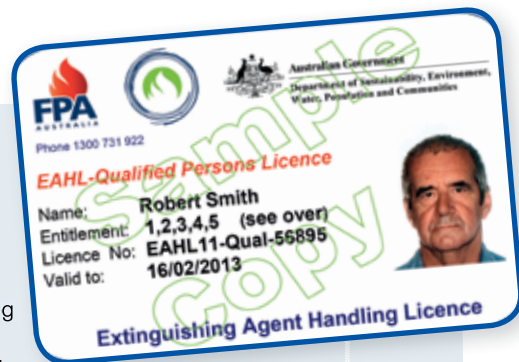 FPA
AUSTRALIA
Phone 1300 731 922
Australian Government
Department of Sustainability, Environment,
Water, Population and Communities
EAHL-Qualified Persons Licence
Name: Robert Smith
Entitlement: 1,2,3,4,5 (see over)
Licence No: EAHL11-Qual-56895
Valid to: 16/02/2013
Extinguishing Agent Handling Licence
Sample
Copy
g